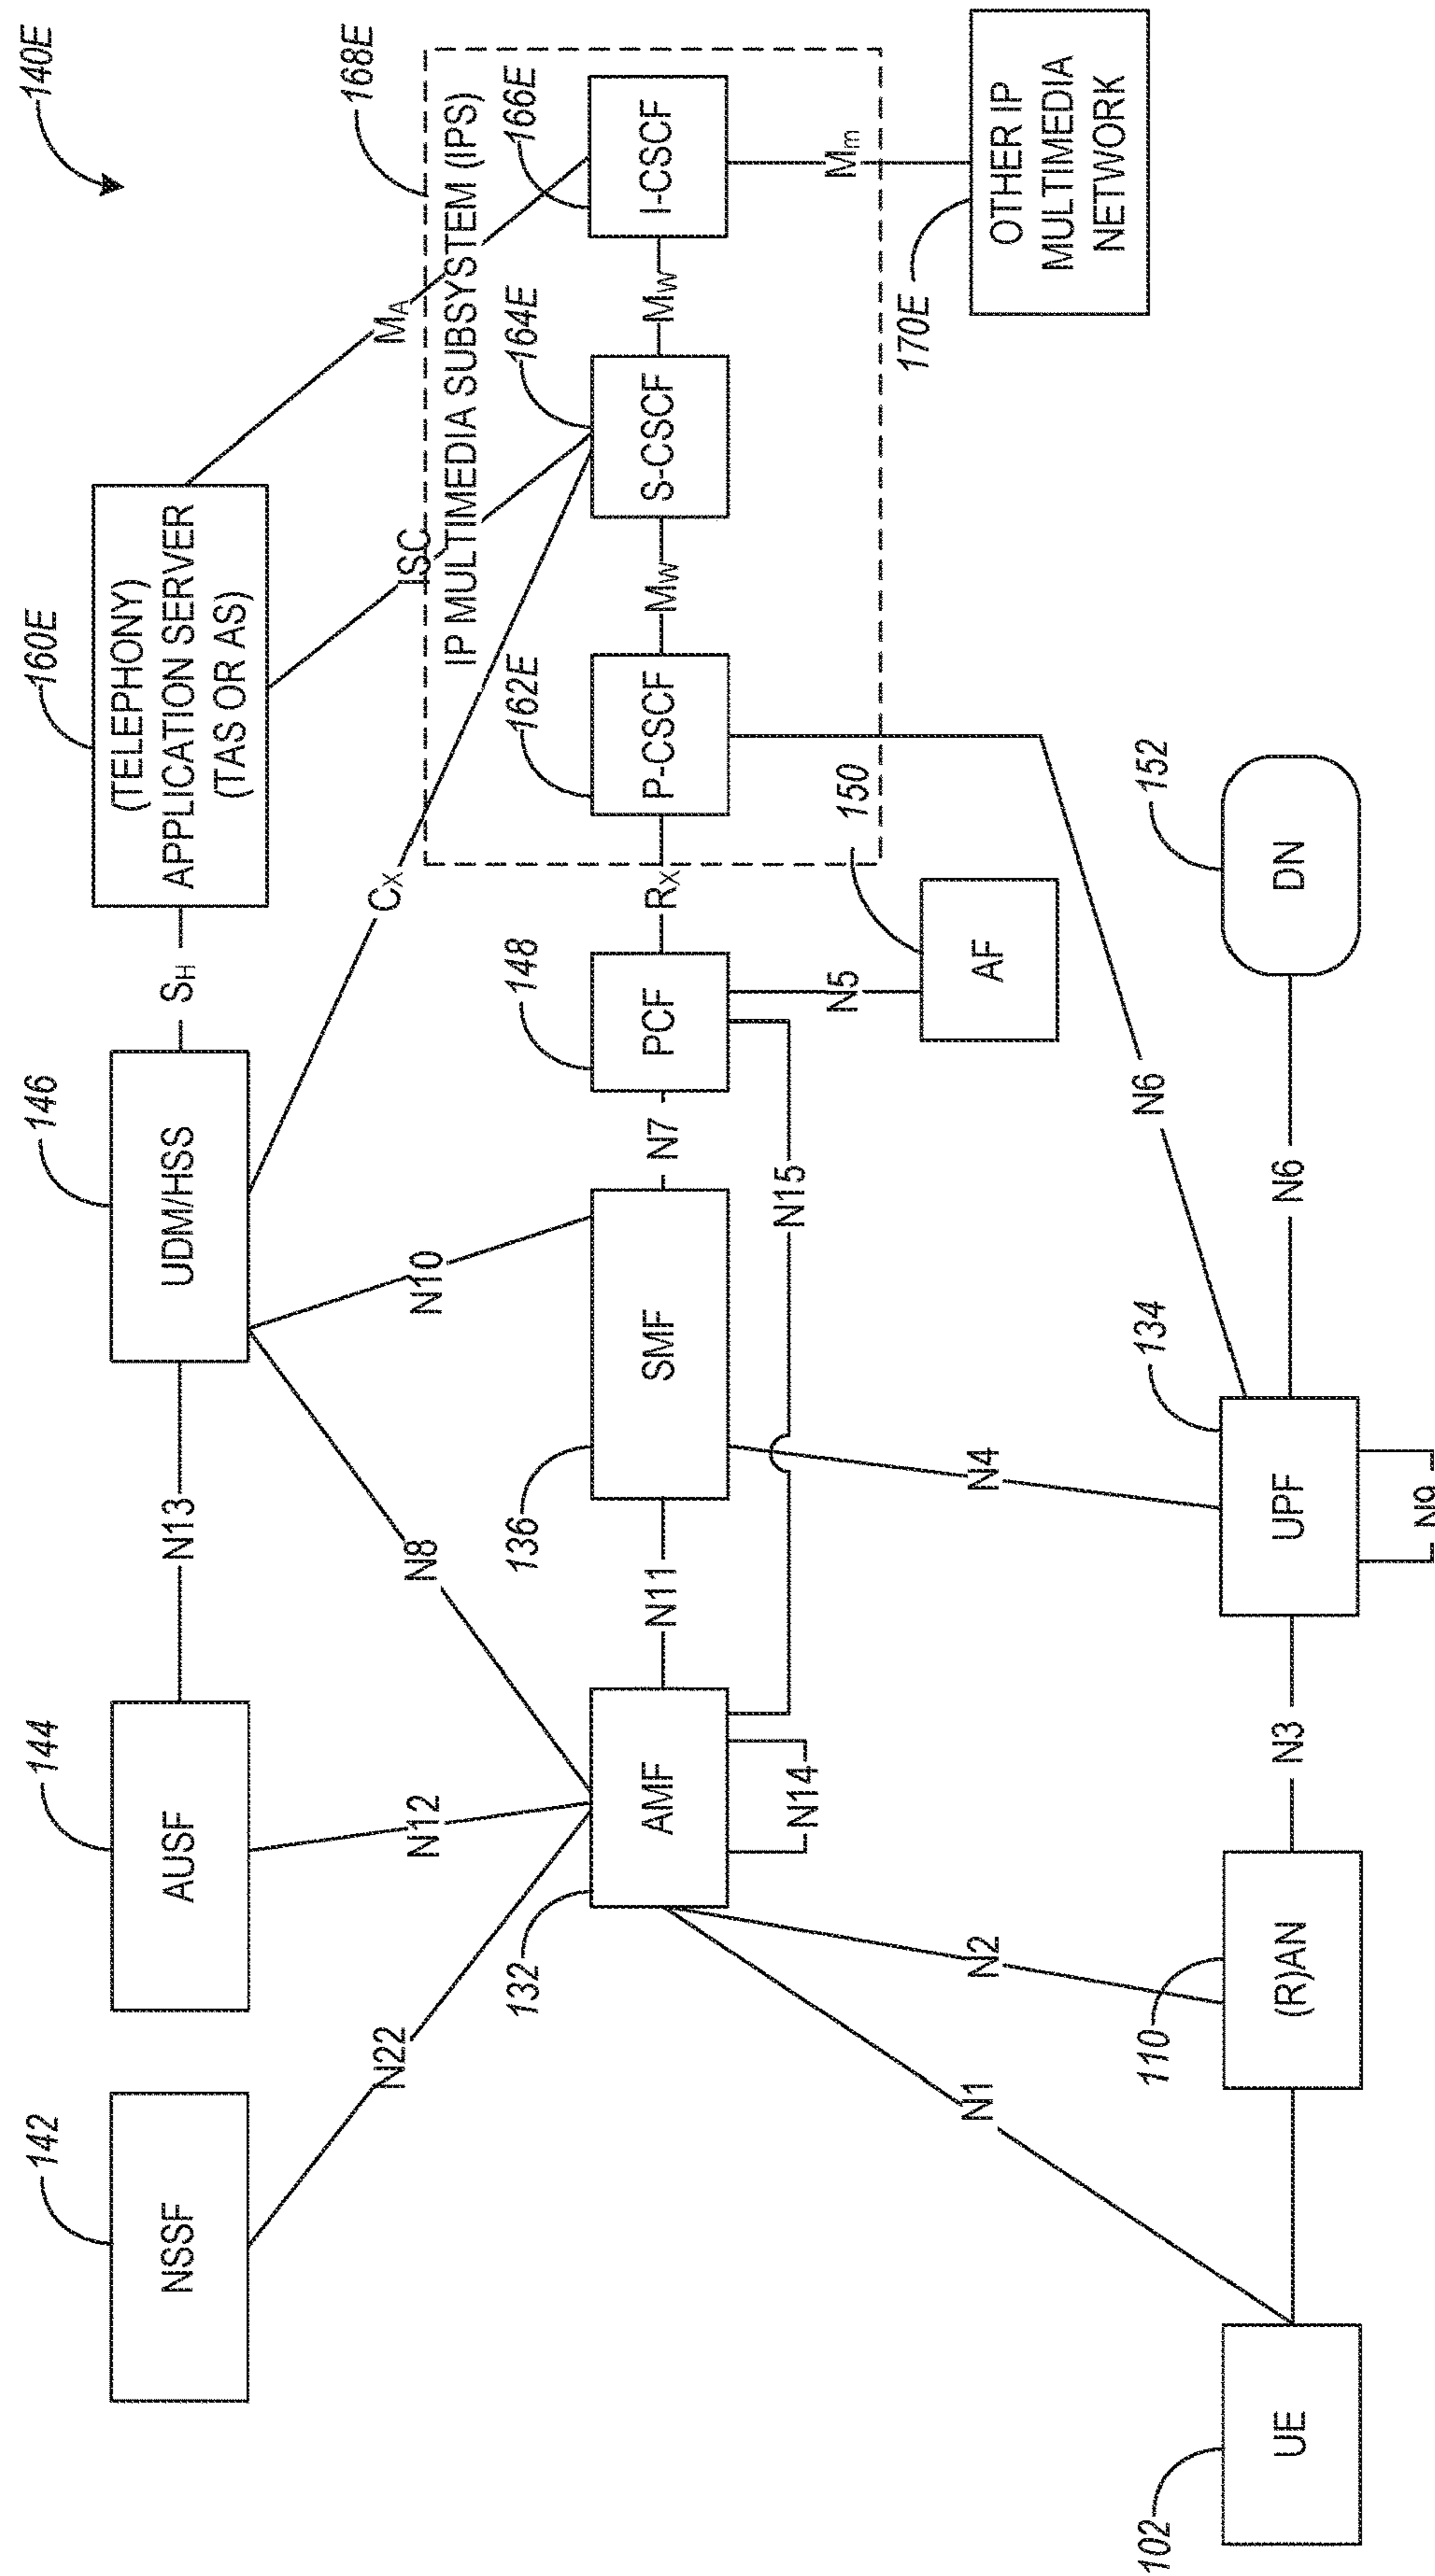 140E
142
NSSF
144
AUSF
N13
146
UDM/HSS
SH
160E
(TELEPHONY)
APPLICATION SERVER
(TAS OR AS)
MA
168E
N22
N12
N8
N10
CX
ISC
IP MULTIMEDIA SUBSYSTEM (IPS)
132
AMF
N11
136
SMF
N7
148
PCF
RX
162E
P-CSCF
MW
164E
S-CSCF
MW
166E
I-CSCF
N14
N15
N5
150
AF
Mm
170E
OTHER IP
MULTIMEDIA
NETWORK
N1
N2
N4
N6
102
UE
110
(R)AN
N3
134
UPF
N6
152
DN
N9